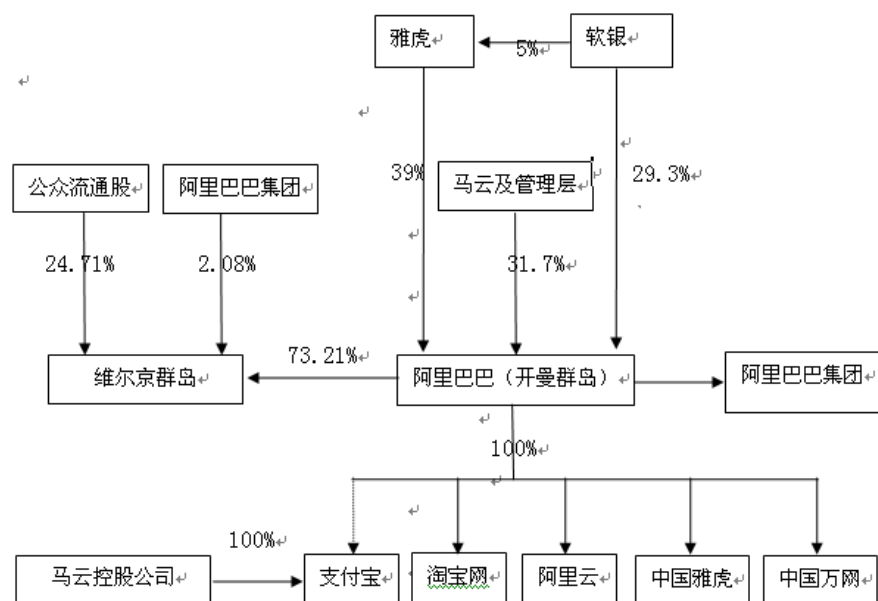 雅虎
软银
5%
公众流通股
阿里巴巴集团
39%
马云及管理层
29.3%
24.71%
2.08%
31.7%
73.21%
维尔京群岛
阿里巴巴（开曼群岛）
阿里巴巴集团
100%
100%
马云控股公司
支付宝
淘宝网
阿里云
中国雅虎
中国万网